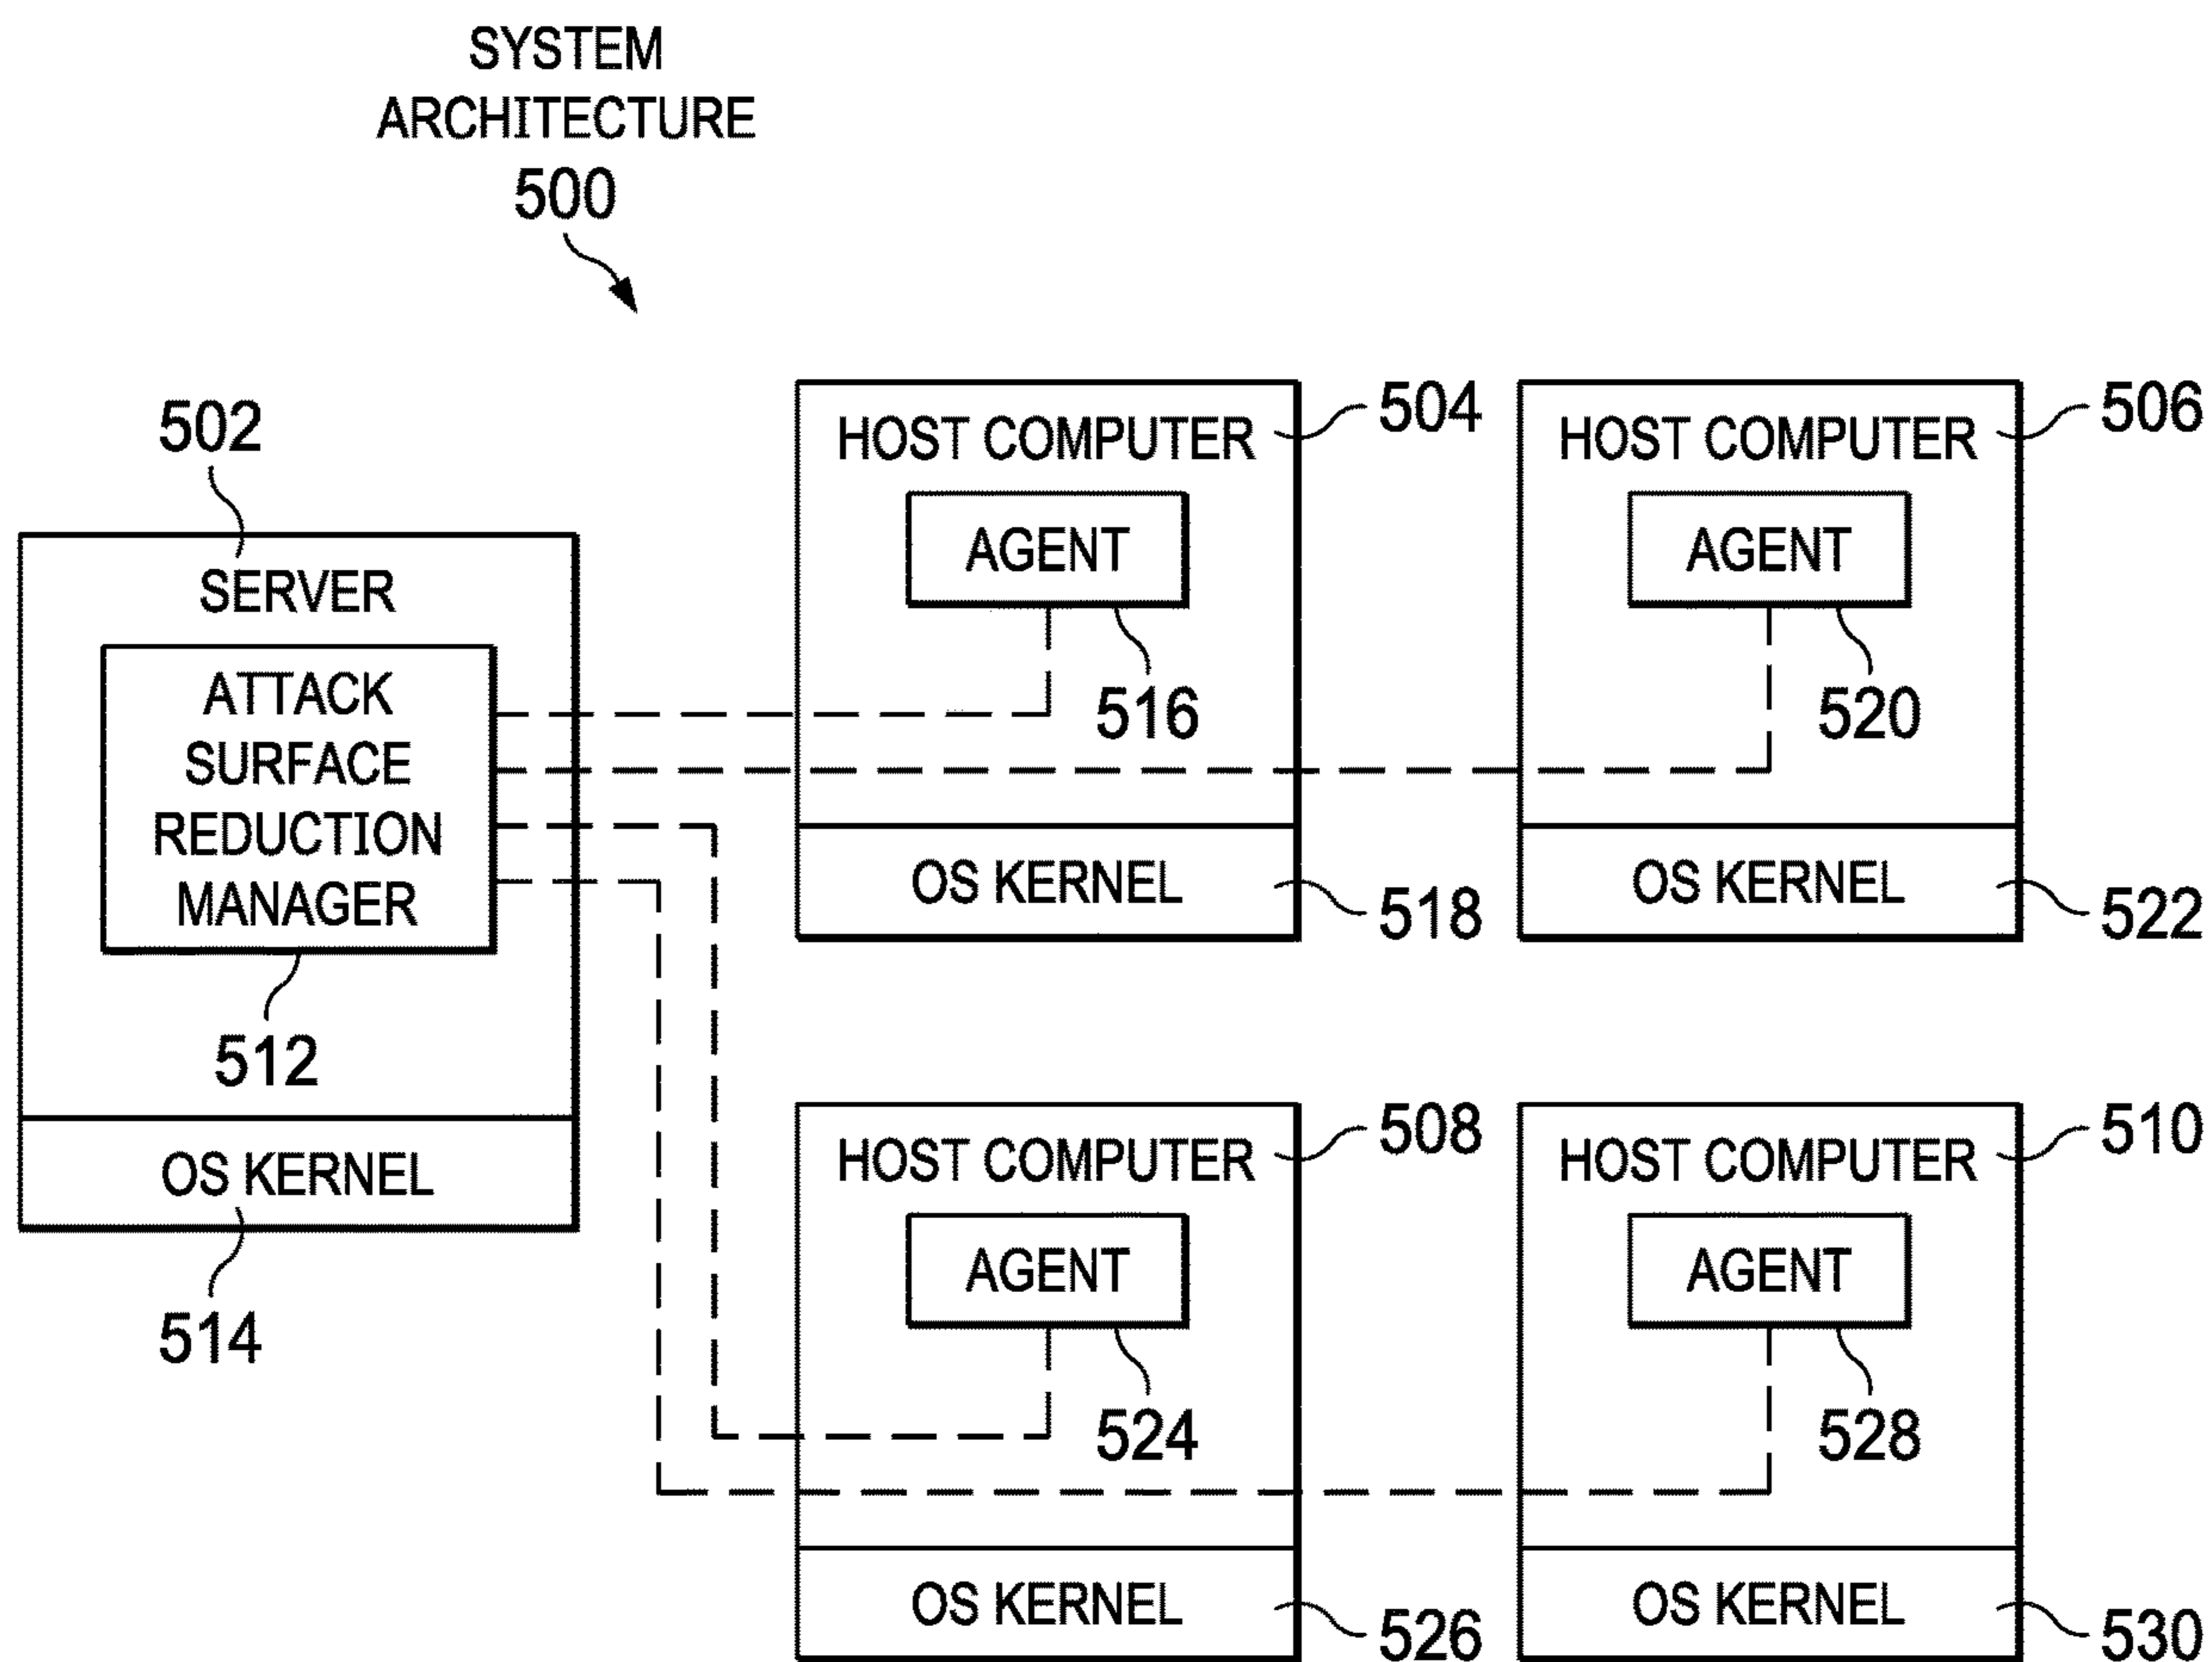 SYSTEM
ARCHITECTURE
500
502
SERVER
ATTACK
SURFACE
REDUCTION
MANAGER
512
OS KERNEL
514
HOST COMPUTER
504
AGENT
516
OS KERNEL
518
HOST COMPUTER
506
AGENT
520
OS KERNEL
522
HOST COMPUTER
508
AGENT
524
OS KERNEL
526
HOST COMPUTER
510
AGENT
528
OS KERNEL
530